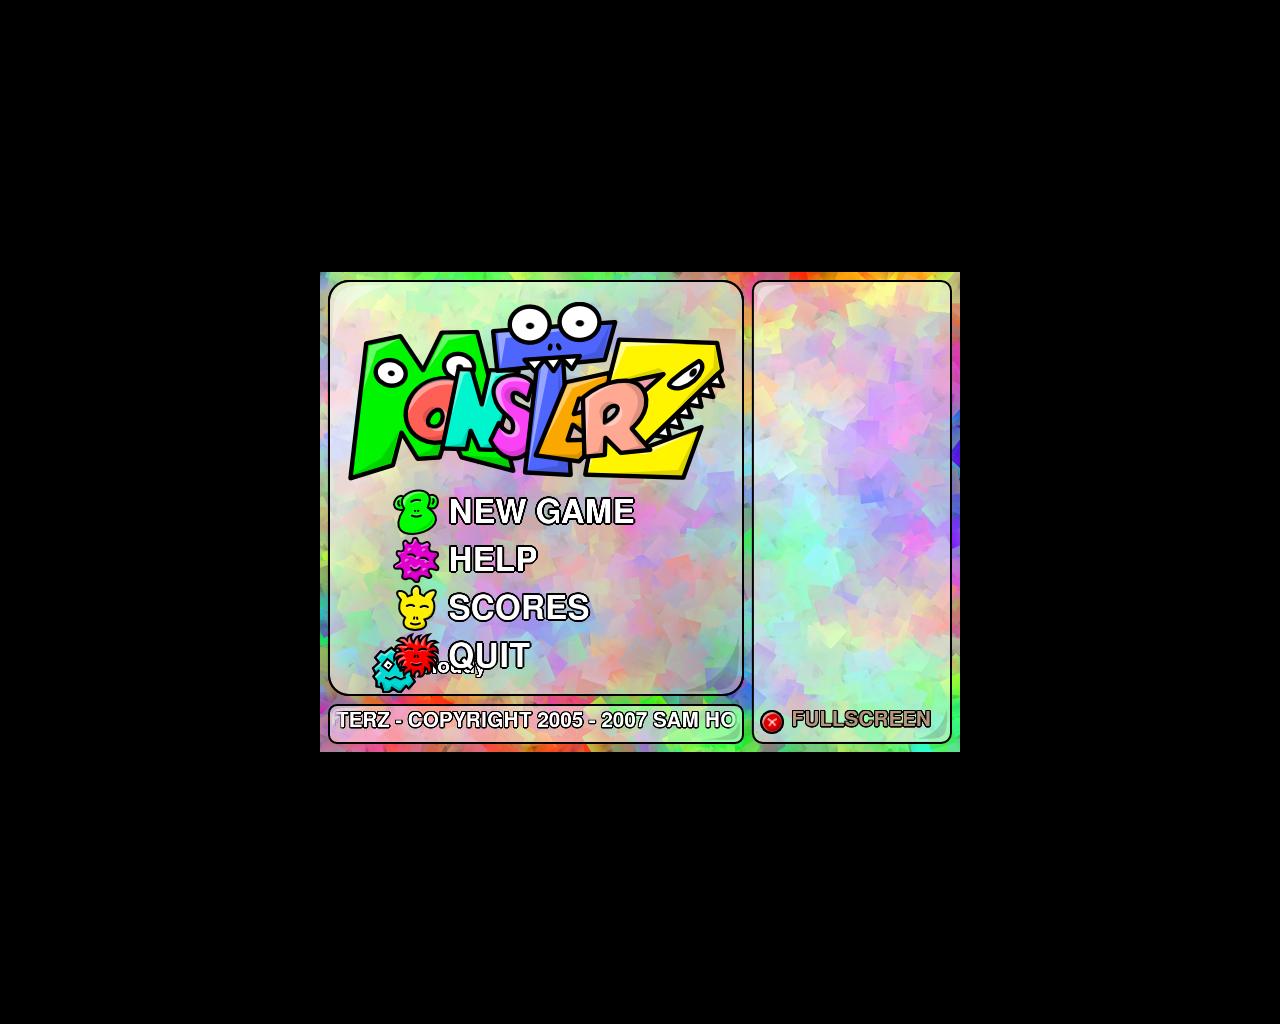 MONSTERZ
NEW GAME
HELP
SCORES
QUIT
TERZ - COPYRIGHT 2005 - 2007 SAM HO
FULLSCREEN